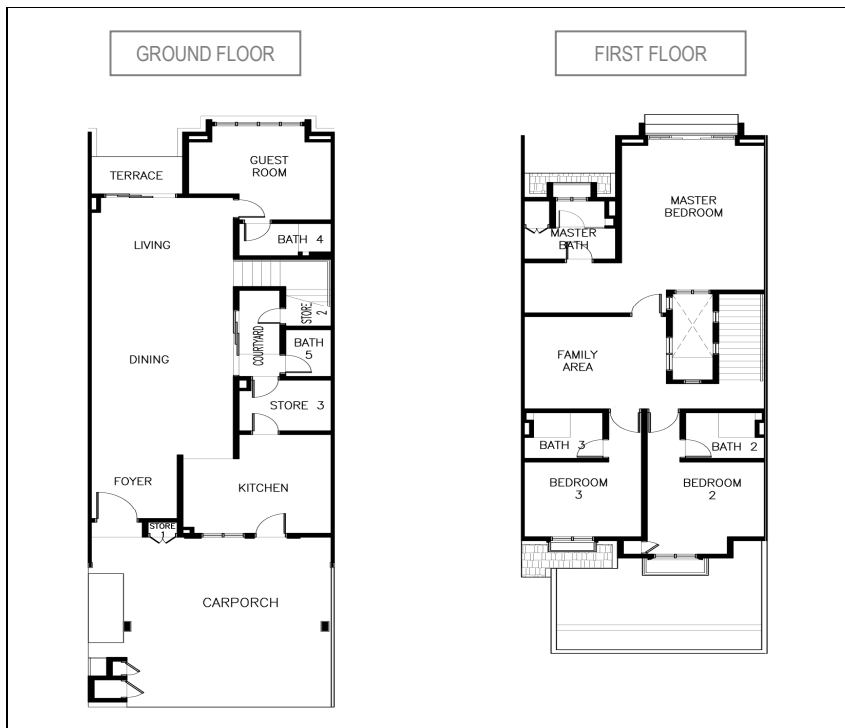 GROUND FLOOR
GUEST
ROOM
TERRACE
LIVING
BATH 4
STORE
2
COURTYARD
BATH
5
DINING
STORE 3
FOYER
KITCHEN
STORE
1
CARPORCH
FIRST FLOOR
MASTER
BEDROOM
MASTER
BATH
FAMILY
AREA
BATH 3
BATH 2
BEDROOM
3
BEDROOM
2